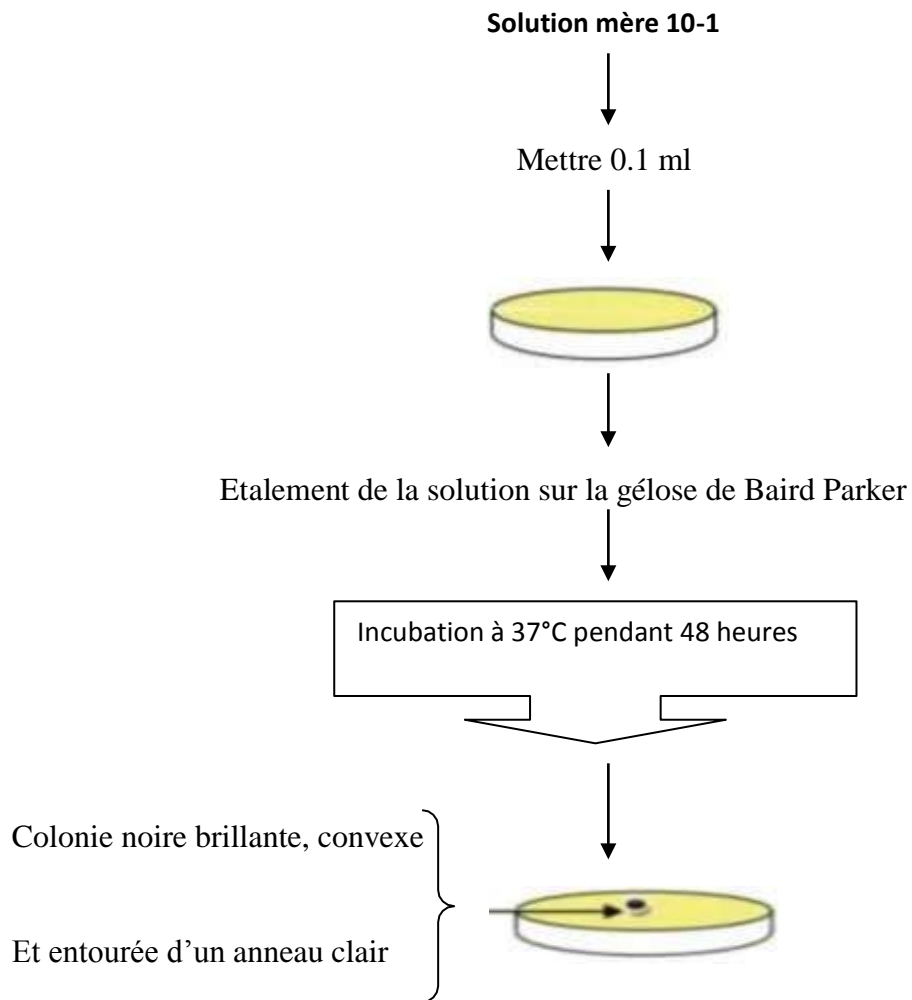 Solution mère 10-1
Mettre 0.1 ml
Etalement de la solution sur la gélose de Baird Parker
Incubation à 37°C pendant 48 heures
Colonie noire brillante, convexe
Et entourée d'un anneau clair